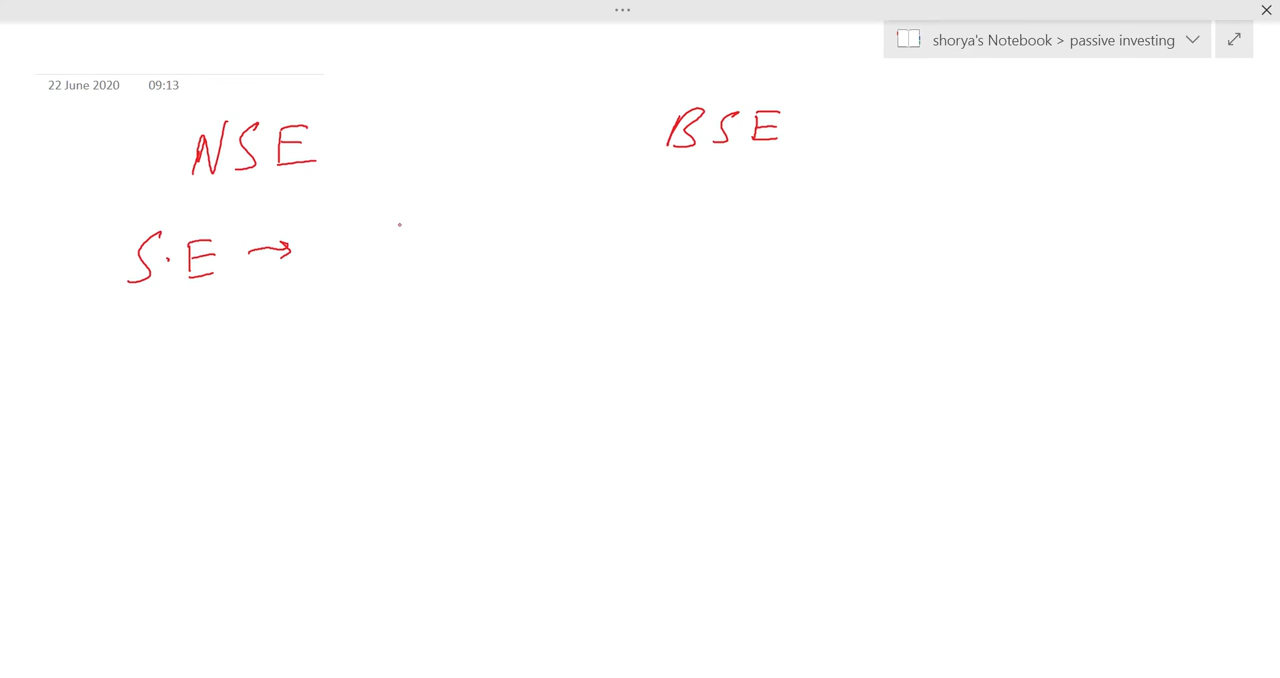 shorya's Notebook > passive investing
22 June 2020 09:13
NSE BSE
S.E →